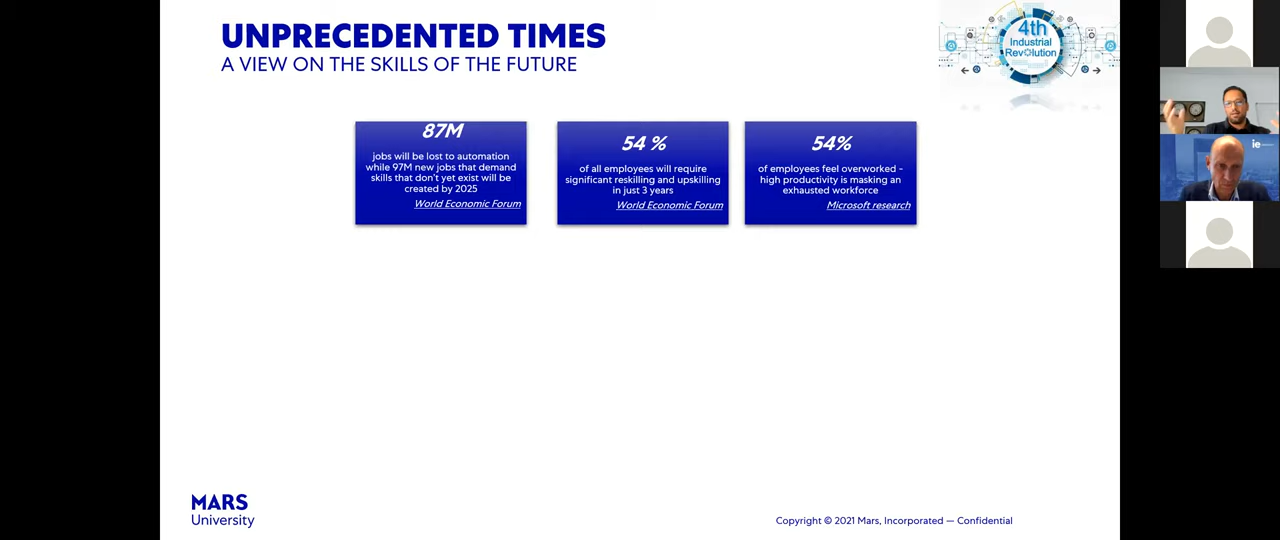 UNPRECEDENTED TIMES
A VIEW ON THE SKILLS OF THE FUTURE
4th
Industrial
Revolution
87M
jobs will be lost to automation
while 97M new jobs that demand
skills that don't yet exist will be
created by 2025
World Economic Forum
54 %
of all employees will require
significant reskilling and upskilling
in just 3 years
World Economic Forum
54%
of employees feel overworked -
high productivity is masking an
exhausted workforce
Microsoft research
ie
MARS
University
Copyright © 2021 Mars, Incorporated — Confidential